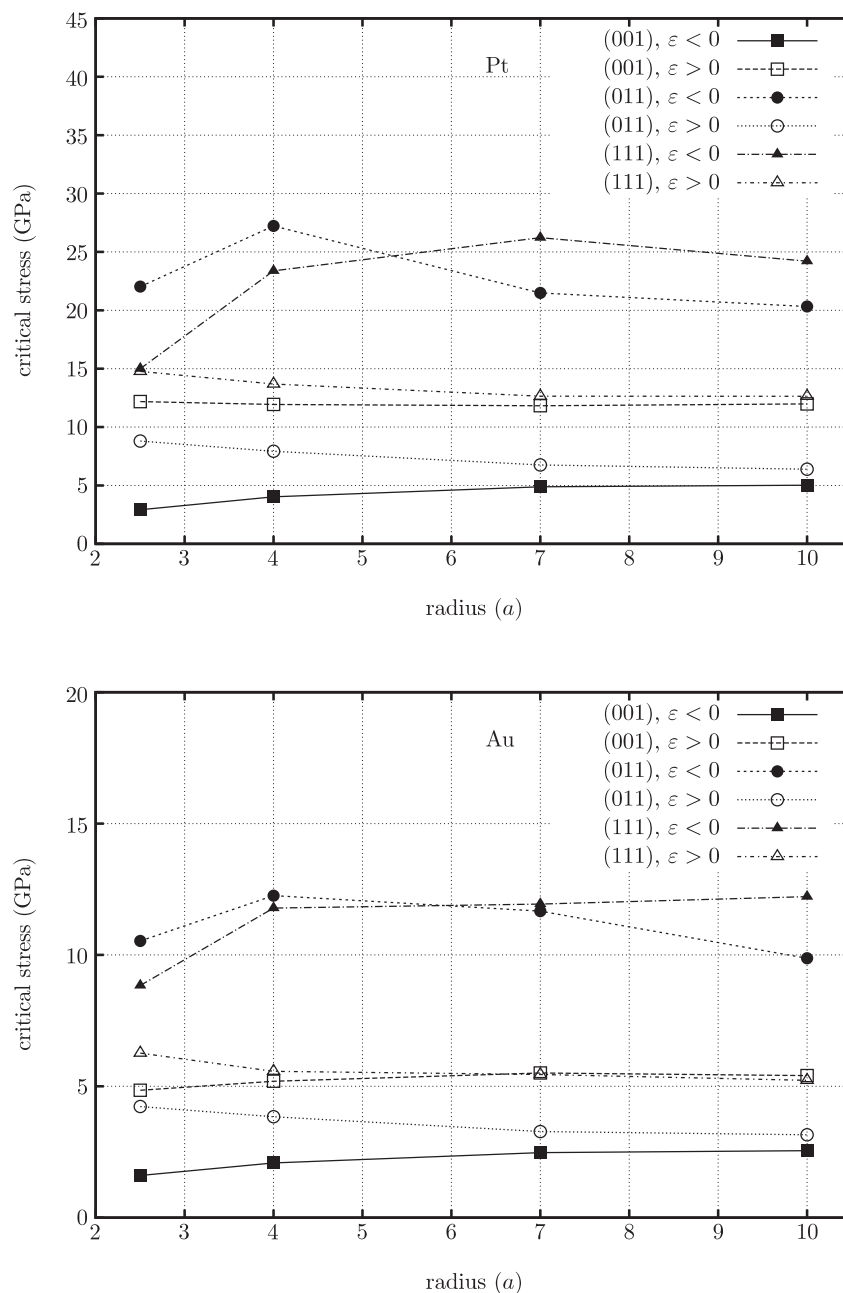 45
40
35
30
25
20
15
10
5
0
critical stress (GPa)
Pt
(001), ε < 0
(001), ε > 0
(011), ε < 0
(011), ε > 0
(111), ε < 0
(111), ε > 0
2 3 4 5 6 7 8 9 10
radius (a)
20
15
10
5
0
critical stress (GPa)
Au
(001), ε < 0
(001), ε > 0
(011), ε < 0
(011), ε > 0
(111), ε < 0
(111), ε > 0
2 3 4 5 6 7 8 9 10
radius (a)